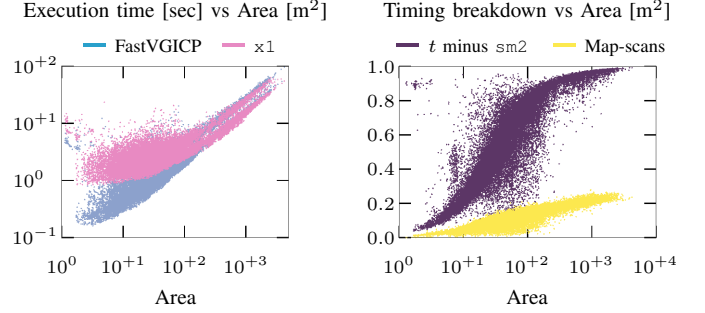 Execution time [sec] vs Area [m²]
FastVGICP
x1
10⁺²
10⁺¹
10⁰
10⁻¹
10⁰
10⁺¹
10⁺²
10⁺³
Area
Timing breakdown vs Area [m²]
t minus sm2
Map-scans
1.0
0.8
0.6
0.4
0.2
0.0
10⁰
10⁺¹
10⁺²
10⁺³
10⁺⁴
Area